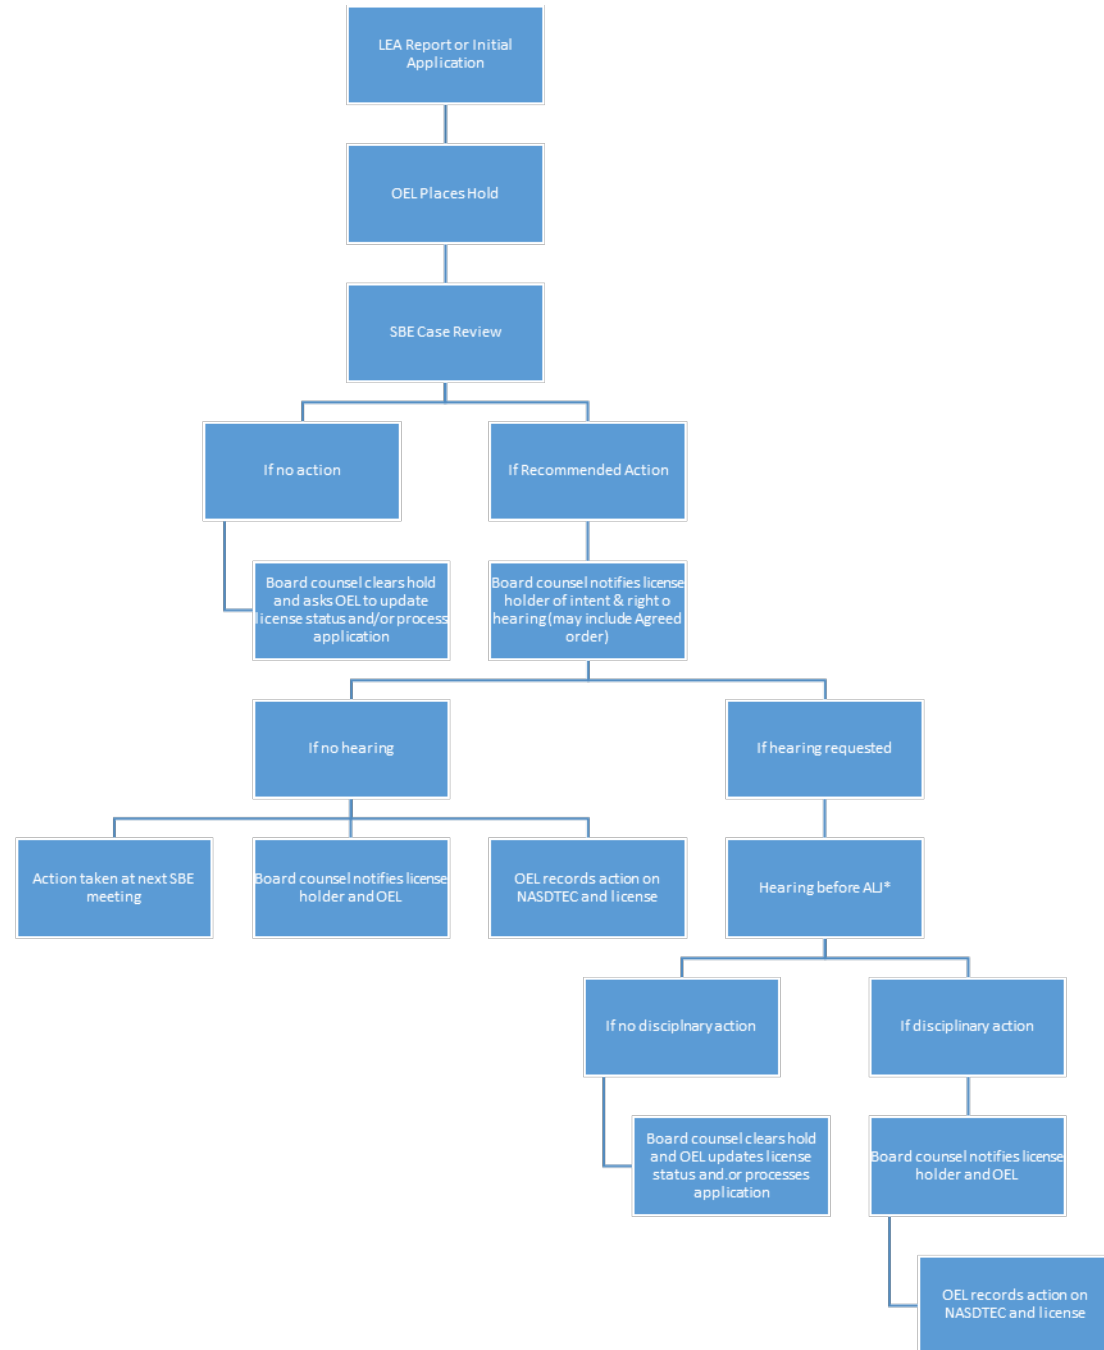 LEA Report or Initial
Application
OEL Places Hold
SBE Case Review
If no action
If Recommended Action
Board counsel clears hold
and asks OEL to update
license status and/or process
application
Board counsel notifies license
holder of intent & right o
hearing (may include Agreed
order)
If no hearing
If hearing requested
Action taken at next SBE
meeting
Board counsel notifies license
holder and OEL
OEL records action on
NASDTEC and license
Hearing before ALJ*
If no disciplnary action
If disciplinary action
Board counsel clears hold
and OEL updates license
status and.or processes
application
Board counsel notifies license
holder and OEL
OEL records action on
NASDTEC and license